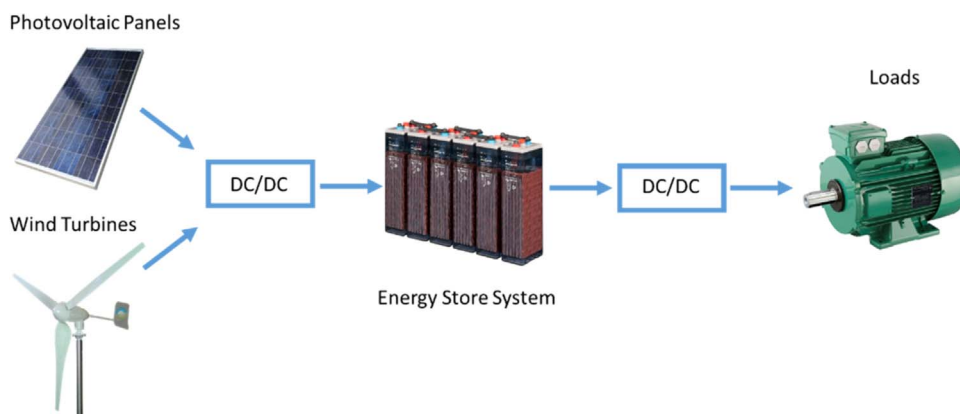 Photovoltaic Panels
Loads
DC/DC
DC/DC
Wind Turbines
Energy Store System